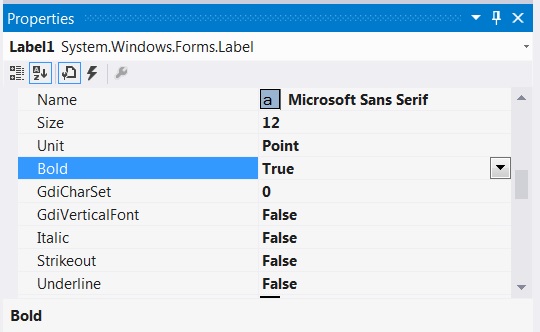 Properties
Label1 System.Windows.Forms.Label
Name a Microsoft Sans Serif
Size 12
Unit Point
Bold True
GdiCharSet 0
GdiVerticalFont False
Italic False
Strikeout False
Underline False
Bold